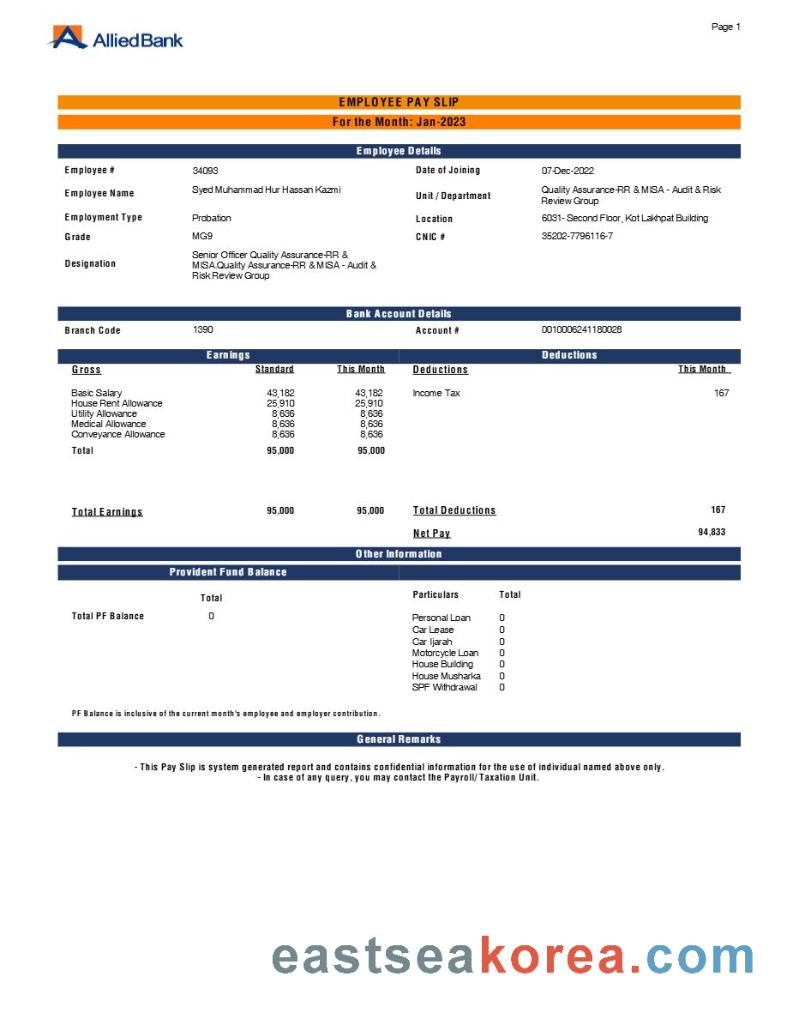 Page 1
AlliedBank
EMPLOYEE PAY SLIP
For the Month: Jan-2023
Employee Details
Employee # 34093 Date of Joining 07-Dec-2022
Employee Name Syed Muhammad Hur Hassan Kazmi Unit / Department Quality Assurance-RR & MISA - Audit & Risk
Review Group
Employment Type Probation Location 6031- Second Floor, Kot Lakhpat Building
Grade MG9 CNIC # 35202-7796116-7
Designation Senior Officer Quality Assurance-RR &
MISA.Quality Assurance-RR & MISA - Audit &
Risk Review Group
Bank Account Details
Branch Code 1390 Account # 0010006241180028
Earnings Deductions
Gross Standard This Month Deductions This Month
Basic Salary 43,182 43,182 Income Tax 167
House Rent Allowance 25,910 25,910
Utility Allowance 8,636 8,636
Medical Allowance 8,636 8,636
Conveyance Allowance 8,636 8,636
Total 95,000 95,000
Total Earnings 95,000 95,000 Total Deductions 167
Net Pay 94,833
Other Information
Provident Fund Balance
Total Particulars Total
Total PF Balance 0 Personal Loan 0
Car Lease 0
Car Ijarah 0
Motorcycle Loan 0
House Building 0
House Musharka 0
SPF Withdrawal 0
PF Balance is inclusive of the current month's employee and employer contribution.
General Remarks
- This Pay Slip is system generated report and contains confidential information for the use of individual named above only.
- In case of any query, you may contact the Payroll/ Taxation Unit.
eastseakorea.com